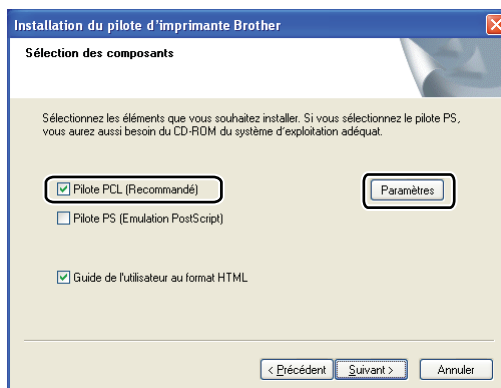 Installation du pilote d'imprimante Brother
Sélection des composants
Sélectionnez les éléments que vous souhaitez installer. Si vous sélectionnez le pilote PS,
vous aurez aussi besoin du CD-ROM du système d'exploitation adéquat.
Pilote PCL (Recommandé)
Paramètres
Pilote PS (Emulation PostScript)
Guide de l'utilisateur au format HTML
< Précédent Suivant > Annuler